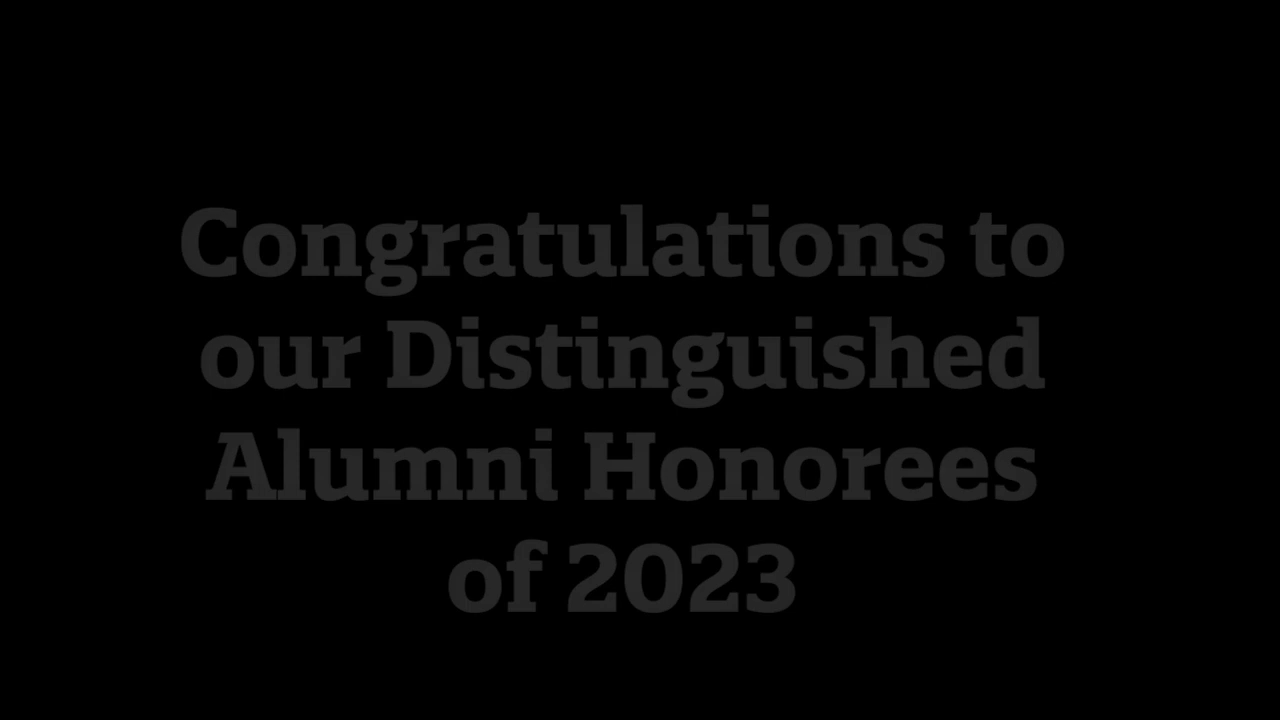 Congratulations to
our Distinguished
Alumni Honorees
of 2023